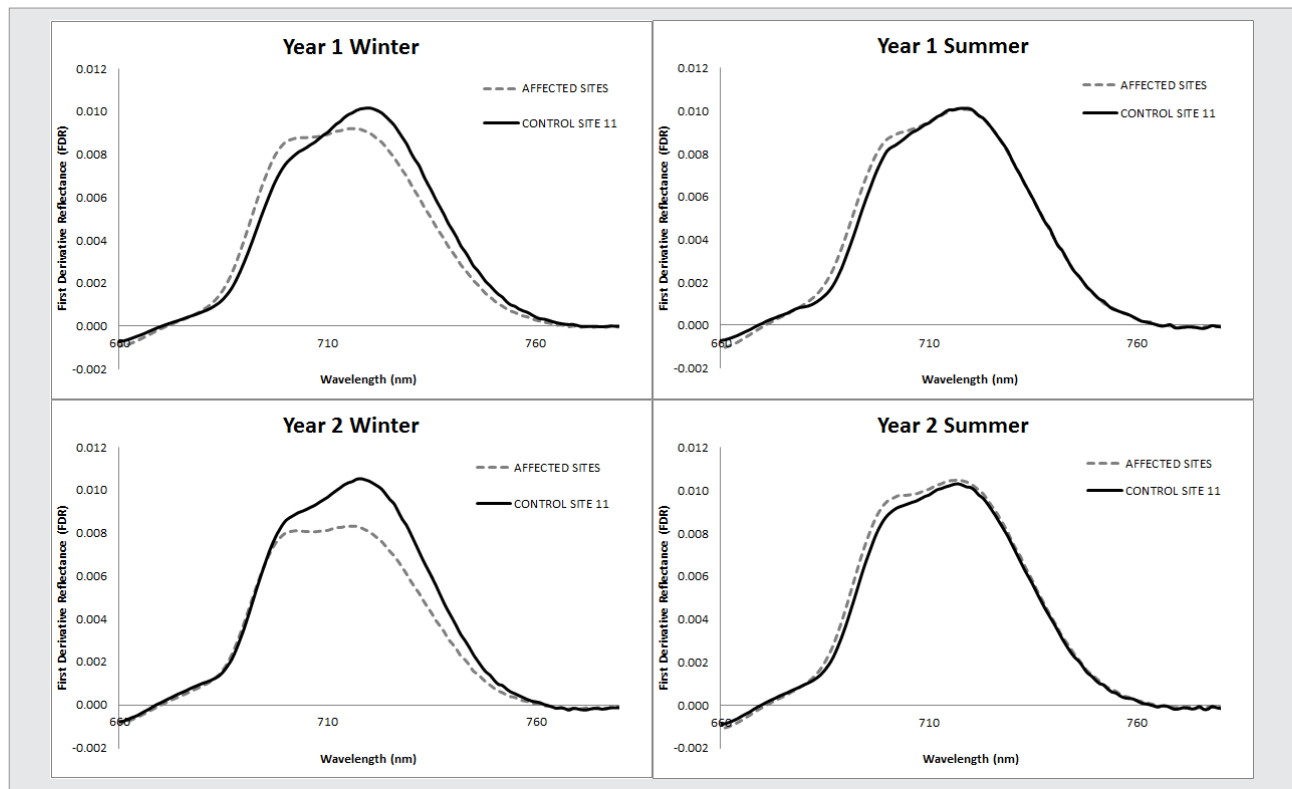 Year 1 Winter
0.012
0.010
0.008
0.006
0.004
0.002
0.000
-0.002
660
710
760
First Derivative Reflectance (FDR)
Wavelength (nm)
AFFECTED SITES
CONTROL SITE 11
Year 1 Summer
0.012
0.010
0.008
0.006
0.004
0.002
0.000
-0.002
660
710
760
First Derivative Reflectance (FDR)
Wavelength (nm)
AFFECTED SITES
CONTROL SITE 11
Year 2 Winter
0.012
0.010
0.008
0.006
0.004
0.002
0.000
-0.002
660
710
760
First Derivative Reflectance (FDR)
Wavelength (nm)
AFFECTED SITES
CONTROL SITE 11
Year 2 Summer
0.012
0.010
0.008
0.006
0.004
0.002
0.000
-0.002
660
710
760
First Derivative Reflectance (FDR)
Wavelength (nm)
AFFECTED SITES
CONTROL SITE 11